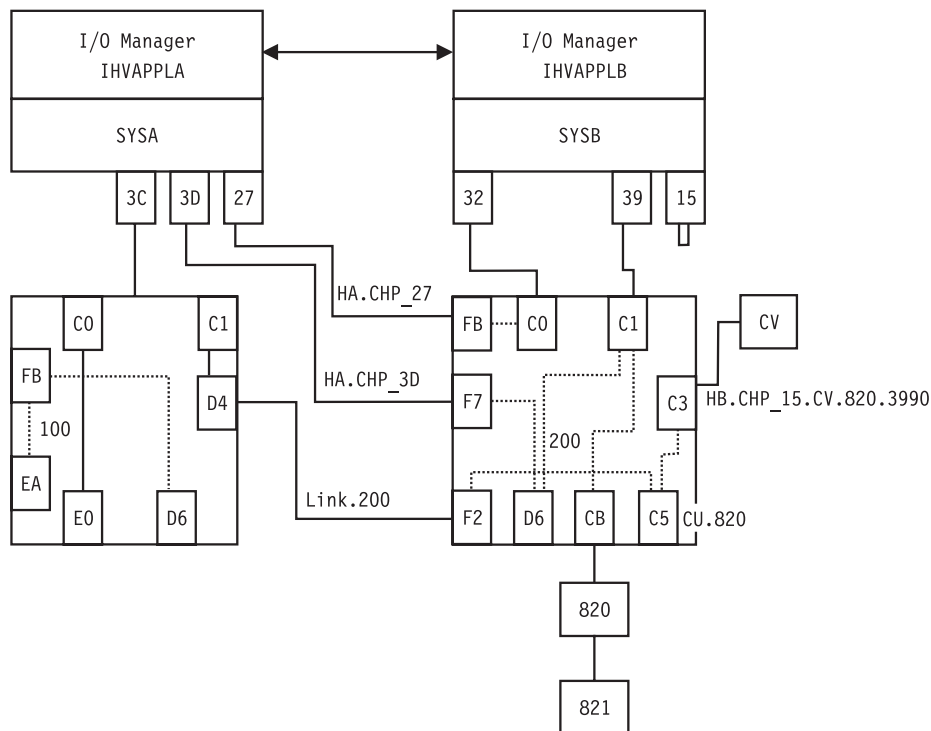 I/O Manager
IHVAPPLA
I/O Manager
IHVAPPLB
SYSA
SYSB
3C
3D
27
32
39
15
HA.CHP_27
C0
C1
FB
C0
C1
CV
FB
D4
HA.CHP_3D
F7
C3
HB.CHP_15.CV.820.3990
100
200
EA
E0
D6
Link.200
F2
D6
CB
C5
CU.820
820
821